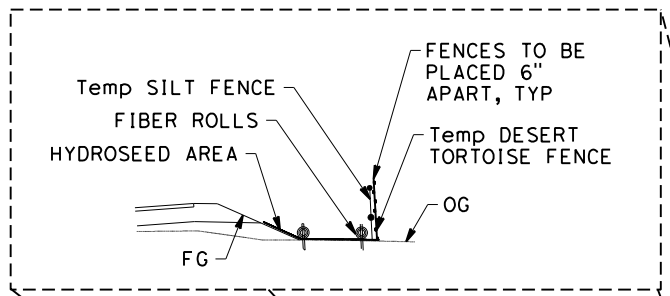 FENCES TO BE
PLACED 6"
APART, TYP
Temp SILT FENCE
FIBER ROLLS
HYDROSEED AREA
Temp DESERT
TORTOISE FENCE
OG
FG